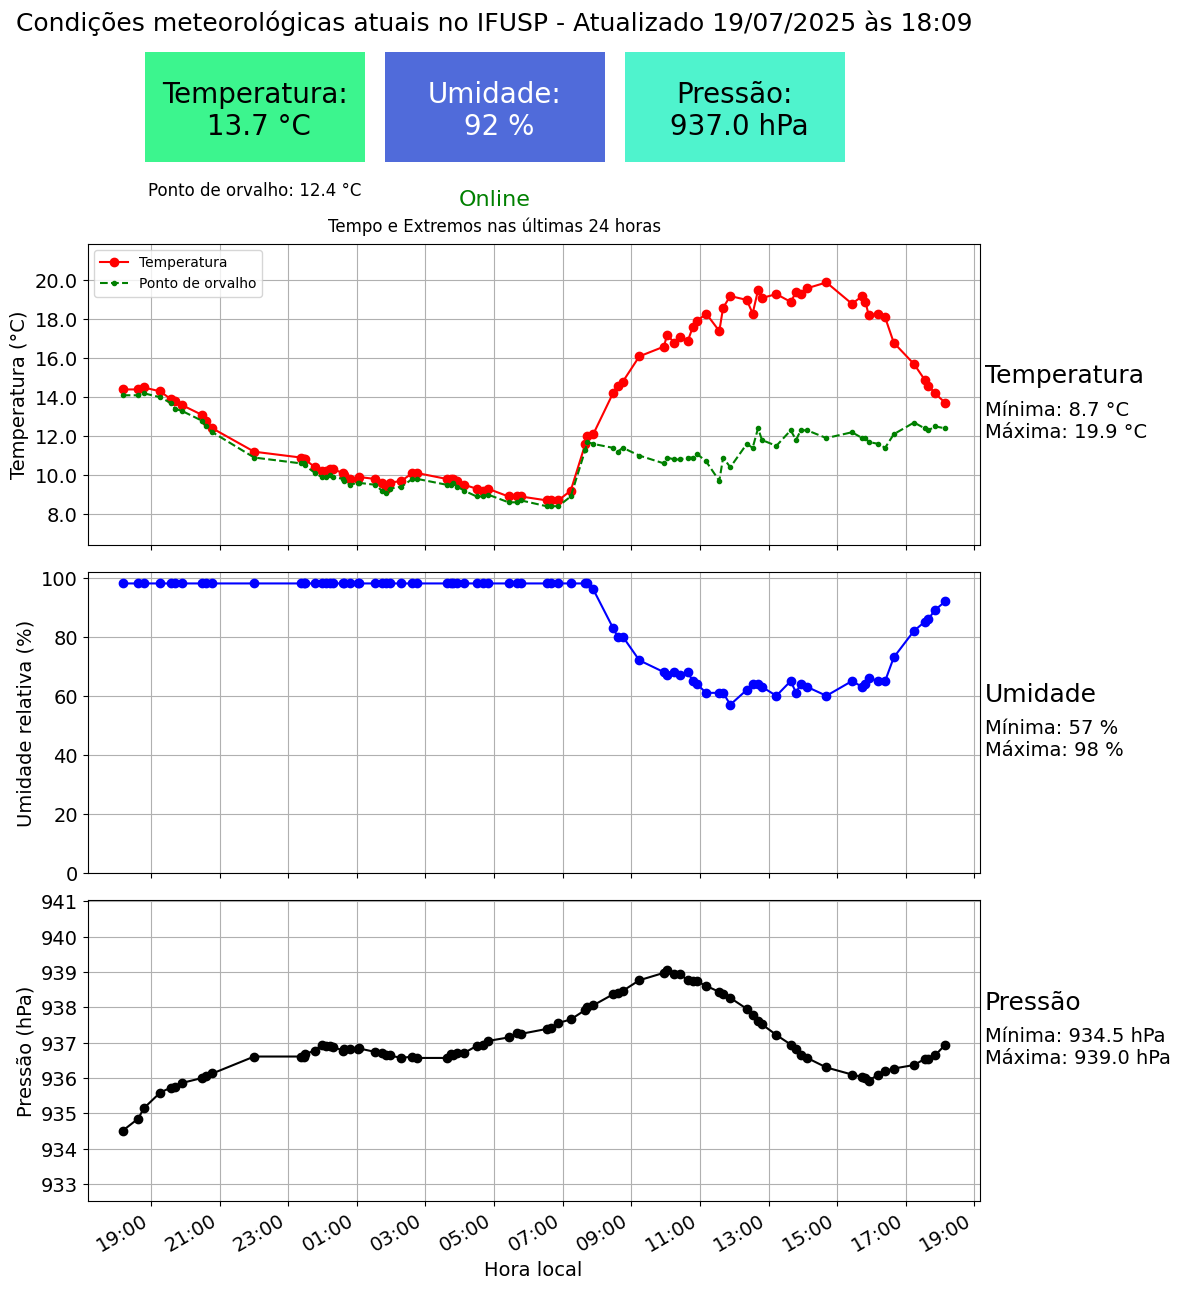 Condições meteorológicas atuais no IFUSP - Atualizado 19/07/2025 às 18:09
Temperatura:
13.7 °C
Umidade:
92 %
Pressão:
937.0 hPa
Ponto de orvalho: 12.4 °C
Online
Tempo e Extremos nas últimas 24 horas
Temperatura
Ponto de orvalho
Temperatura (°C)
20.0
18.0
16.0
14.0
12.0
10.0
8.0
Temperatura
Mínima: 8.7 °C
Máxima: 19.9 °C
Umidade relativa (%)
100
80
60
40
20
0
Umidade
Mínima: 57 %
Máxima: 98 %
Pressão (hPa)
941
940
939
938
937
936
935
934
933
Pressão
Mínima: 934.5 hPa
Máxima: 939.0 hPa
19:00
21:00
23:00
01:00
03:00
05:00
07:00
09:00
11:00
13:00
15:00
17:00
19:00
Hora local